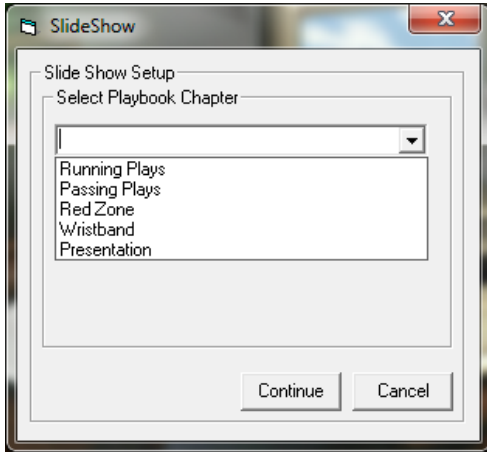 SlideShow
Slide Show Setup
Select Playbook Chapter
Running Plays
Passing Plays
Red Zone
Wristband
Presentation
Continue
Cancel